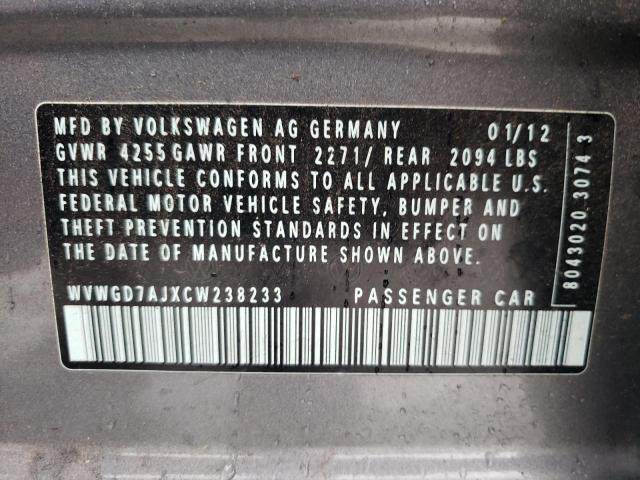 MFD BY VOLKSWAGEN AG GERMANY 01/12
GVWR 4255 GAWR FRONT 2271/ REAR 2094 LBS
THIS VEHICLE CONFORMS TO ALL APPLICABLE U.S.
FEDERAL MOTOR VEHICLE SAFETY, BUMPER AND
THEFT PREVENTION STANDARDS IN EFFECT ON
THE DATE OF MANUFACTURE SHOWN ABOVE.
WVWGD7AJXCW238233 PASSENGER CAR
8043020 3074 3